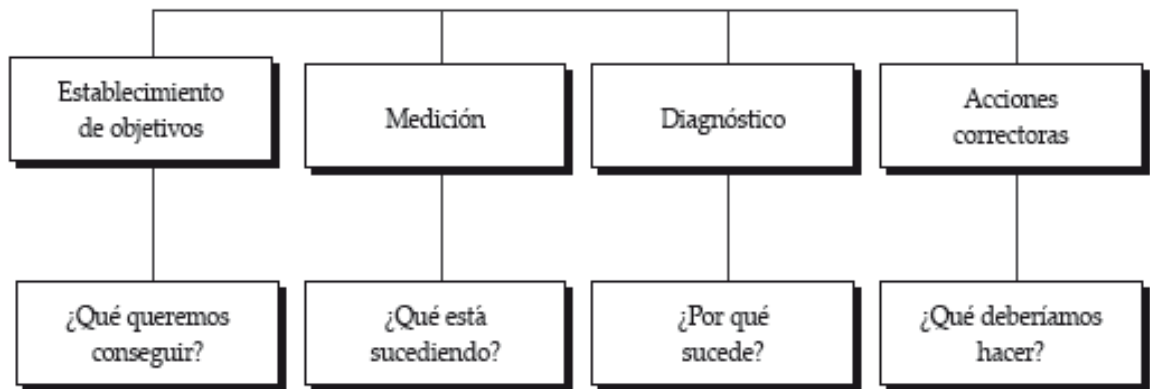 Establecimiento
de objetivos
Medición
Diagnóstico
Acciones
correctoras
¿Qué queremos
conseguir?
¿Qué está
sucediendo?
¿Por qué
sucede?
¿Qué deberíamos
hacer?